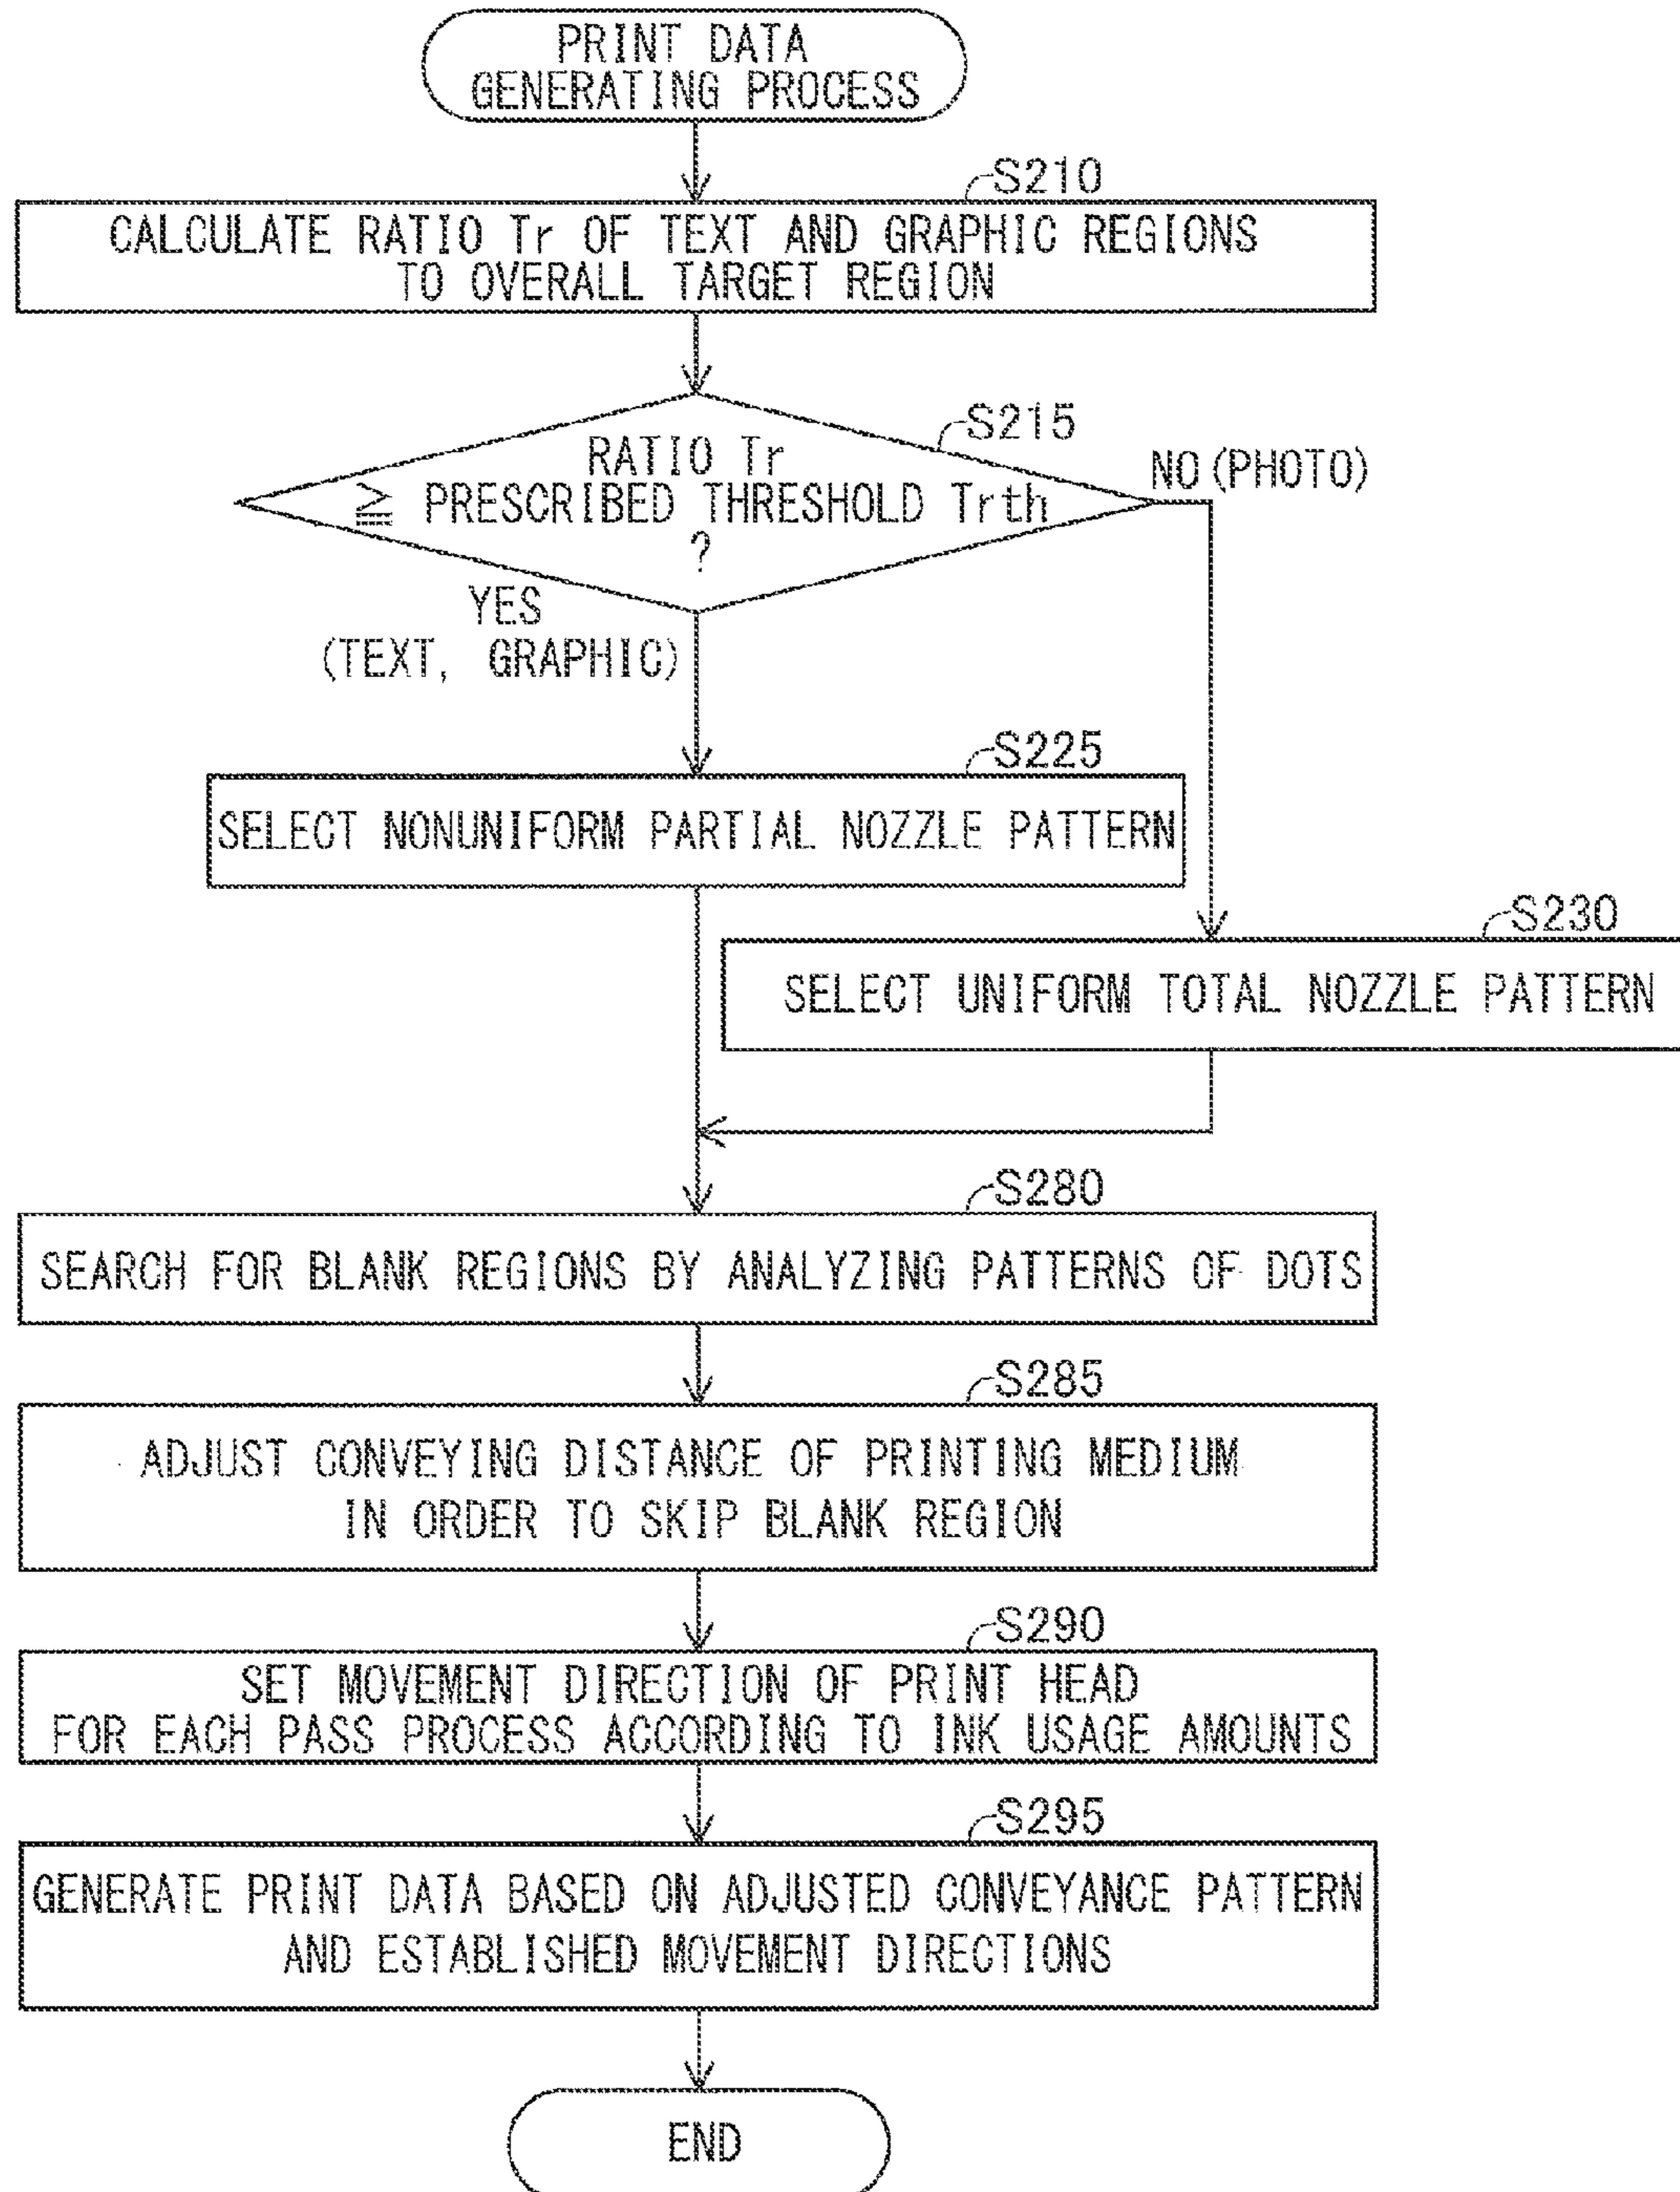 PRINT DATA
GENERATING PROCESS
S210
CALCULATE RATIO Tr OF TEXT AND GRAPHIC REGIONS
TO OVERALL TARGET REGION
S215
RATIO Tr
≧ PRESCRIBED THRESHOLD Trth
?
NO (PHOTO)
YES
(TEXT, GRAPHIC)
S225
SELECT NONUNIFORM PARTIAL NOZZLE PATTERN
S230
SELECT UNIFORM TOTAL NOZZLE PATTERN
S280
SEARCH FOR BLANK REGIONS BY ANALYZING PATTERNS OF DOTS
S285
ADJUST CONVEYING DISTANCE OF PRINTING MEDIUM
IN ORDER TO SKIP BLANK REGION
S290
SET MOVEMENT DIRECTION OF PRINT HEAD
FOR EACH PASS PROCESS ACCORDING TO INK USAGE AMOUNTS
S295
GENERATE PRINT DATA BASED ON ADJUSTED CONVEYANCE PATTERN
AND ESTABLISHED MOVEMENT DIRECTIONS
END